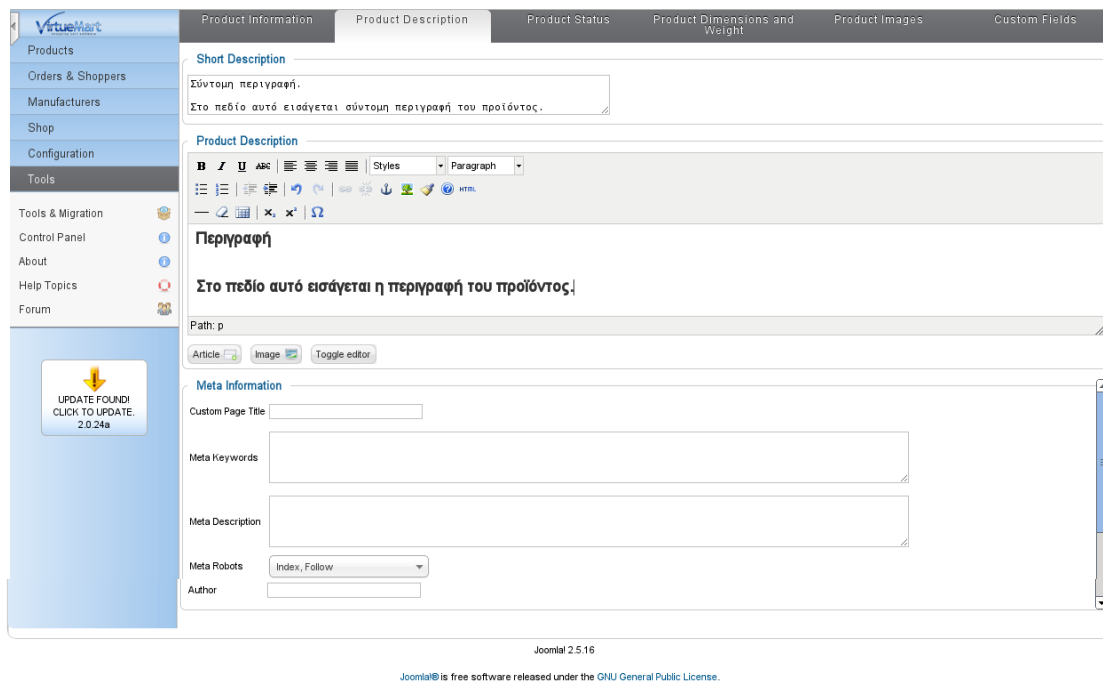 VirtueMart
Products
Orders & Shoppers
Manufacturers
Shop
Configuration
Tools
Tools & Migration
Control Panel
About
Help Topics
Forum
UPDATE FOUND!
CLICK TO UPDATE.
2.0.24a
Product Information
Product Description
Product Status
Product Dimensions and
Weight
Product Images
Custom Fields
Short Description
Σύντομη περιγραφή.
Στο πεδίο αυτό εισάγεται σύντομη περιγραφή του προϊόντος.
Product Description
B I U ABC Styles Paragraph
HTML
x₂ x² Ω
Περιγραφή
Στο πεδίο αυτό εισάγεται η περιγραφή του προϊόντος.
Path: p
Article Image Toggle editor
Meta Information
Custom Page Title
Meta Keywords
Meta Description
Meta Robots Index, Follow
Author
Joomla! 2.5.16
Joomla!® is free software released under the GNU General Public License.